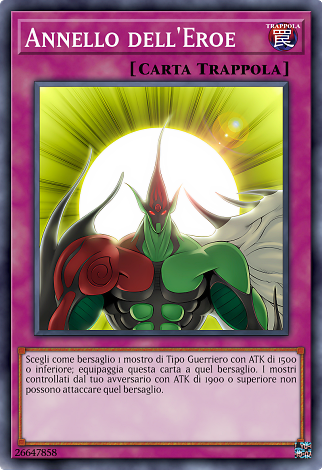 Annello dell'Eroe
TRAPPOLA
罠
[Carta Trappola]
Scegli come bersaglio 1 mostro di Tipo Guerriero con ATK di 1500
o inferiore; equipaggia questa carta a quel bersaglio. I mostri
controllati dal tuo avversario con ATK di 1900 o superiore non
possono attaccare quel bersaglio.
26647858